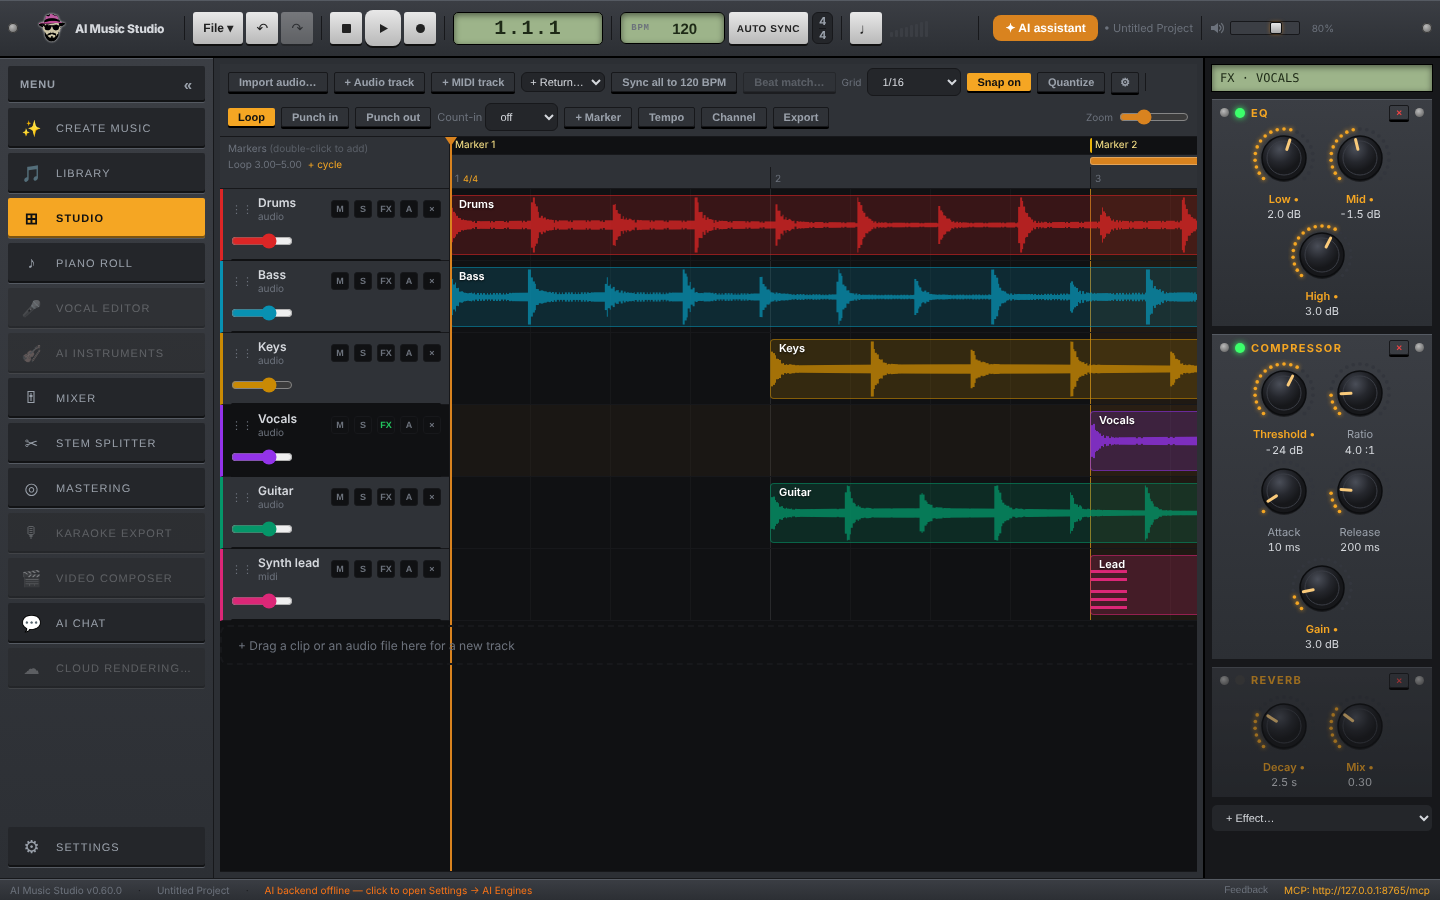 AI Music Studio
File ▾
1.1.1
BPM 120
AUTO SYNC
4
4
✦ AI assistant
• Untitled Project
80%
MENU «
CREATE MUSIC
LIBRARY
STUDIO
PIANO ROLL
VOCAL EDITOR
AI INSTRUMENTS
MIXER
STEM SPLITTER
MASTERING
KARAOKE EXPORT
VIDEO COMPOSER
AI CHAT
CLOUD RENDERING…
SETTINGS
Import audio…
+ Audio track
+ MIDI track
+ Return…
Sync all to 120 BPM
Beat match…
Grid
1/16
Snap on
Quantize
Loop
Punch in
Punch out
Count-in
off
+ Marker
Tempo
Channel
Export
Zoom
Markers (double-click to add)
Loop 3.00–5.00 + cycle
Marker 1
Marker 2
1 4/4
2
3
Drums
audio
M S FX A ×
Drums
Bass
audio
M S FX A ×
Bass
Keys
audio
M S FX A ×
Keys
Vocals
audio
M S FX A ×
Vocals
Guitar
audio
M S FX A ×
Guitar
Synth lead
midi
M S FX A ×
Lead
+ Drag a clip or an audio file here for a new track
FX · VOCALS
EQ
×
Low •
2.0 dB
Mid •
-1.5 dB
High •
3.0 dB
COMPRESSOR
×
Threshold •
-24 dB
Ratio
4.0 :1
Attack
10 ms
Release
200 ms
Gain •
3.0 dB
REVERB
×
Decay •
2.5 s
Mix •
0.30
+ Effect…
AI Music Studio v0.60.0 · Untitled Project · AI backend offline — click to open Settings → AI Engines
Feedback
MCP: http://127.0.0.1:8765/mcp